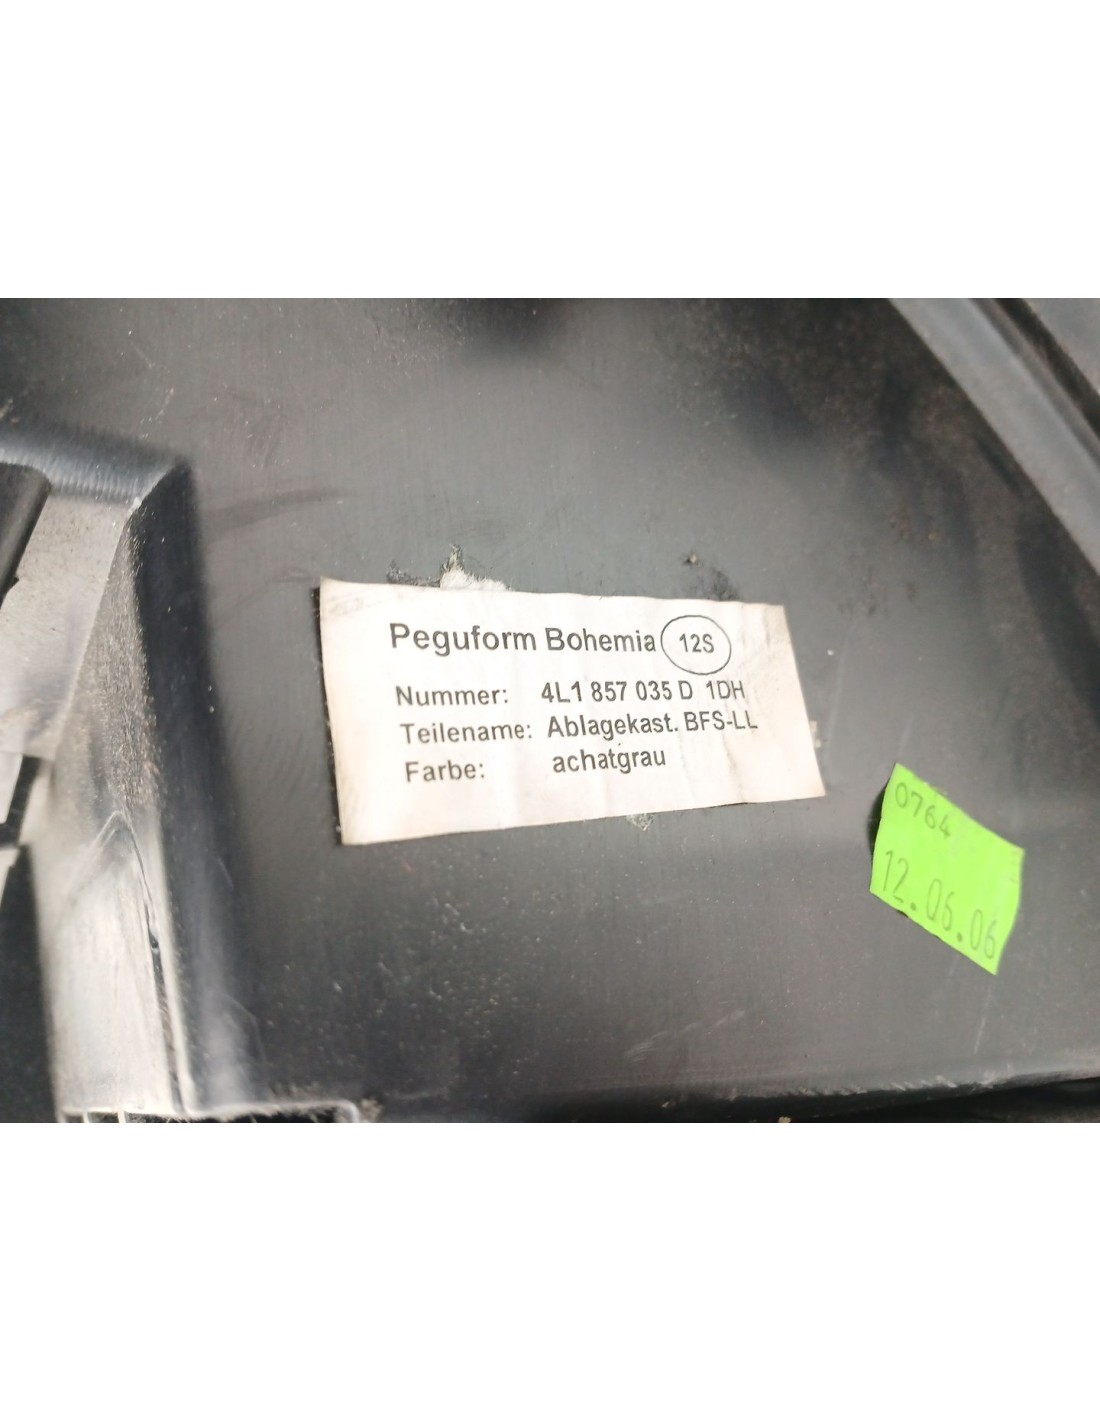 Peguform Bohemia 12S
Nummer: 4L1 857 035 D 1DH
Teilename: Ablagekast. BFS-LL
Farbe: achatgrau
0764
12.06.06